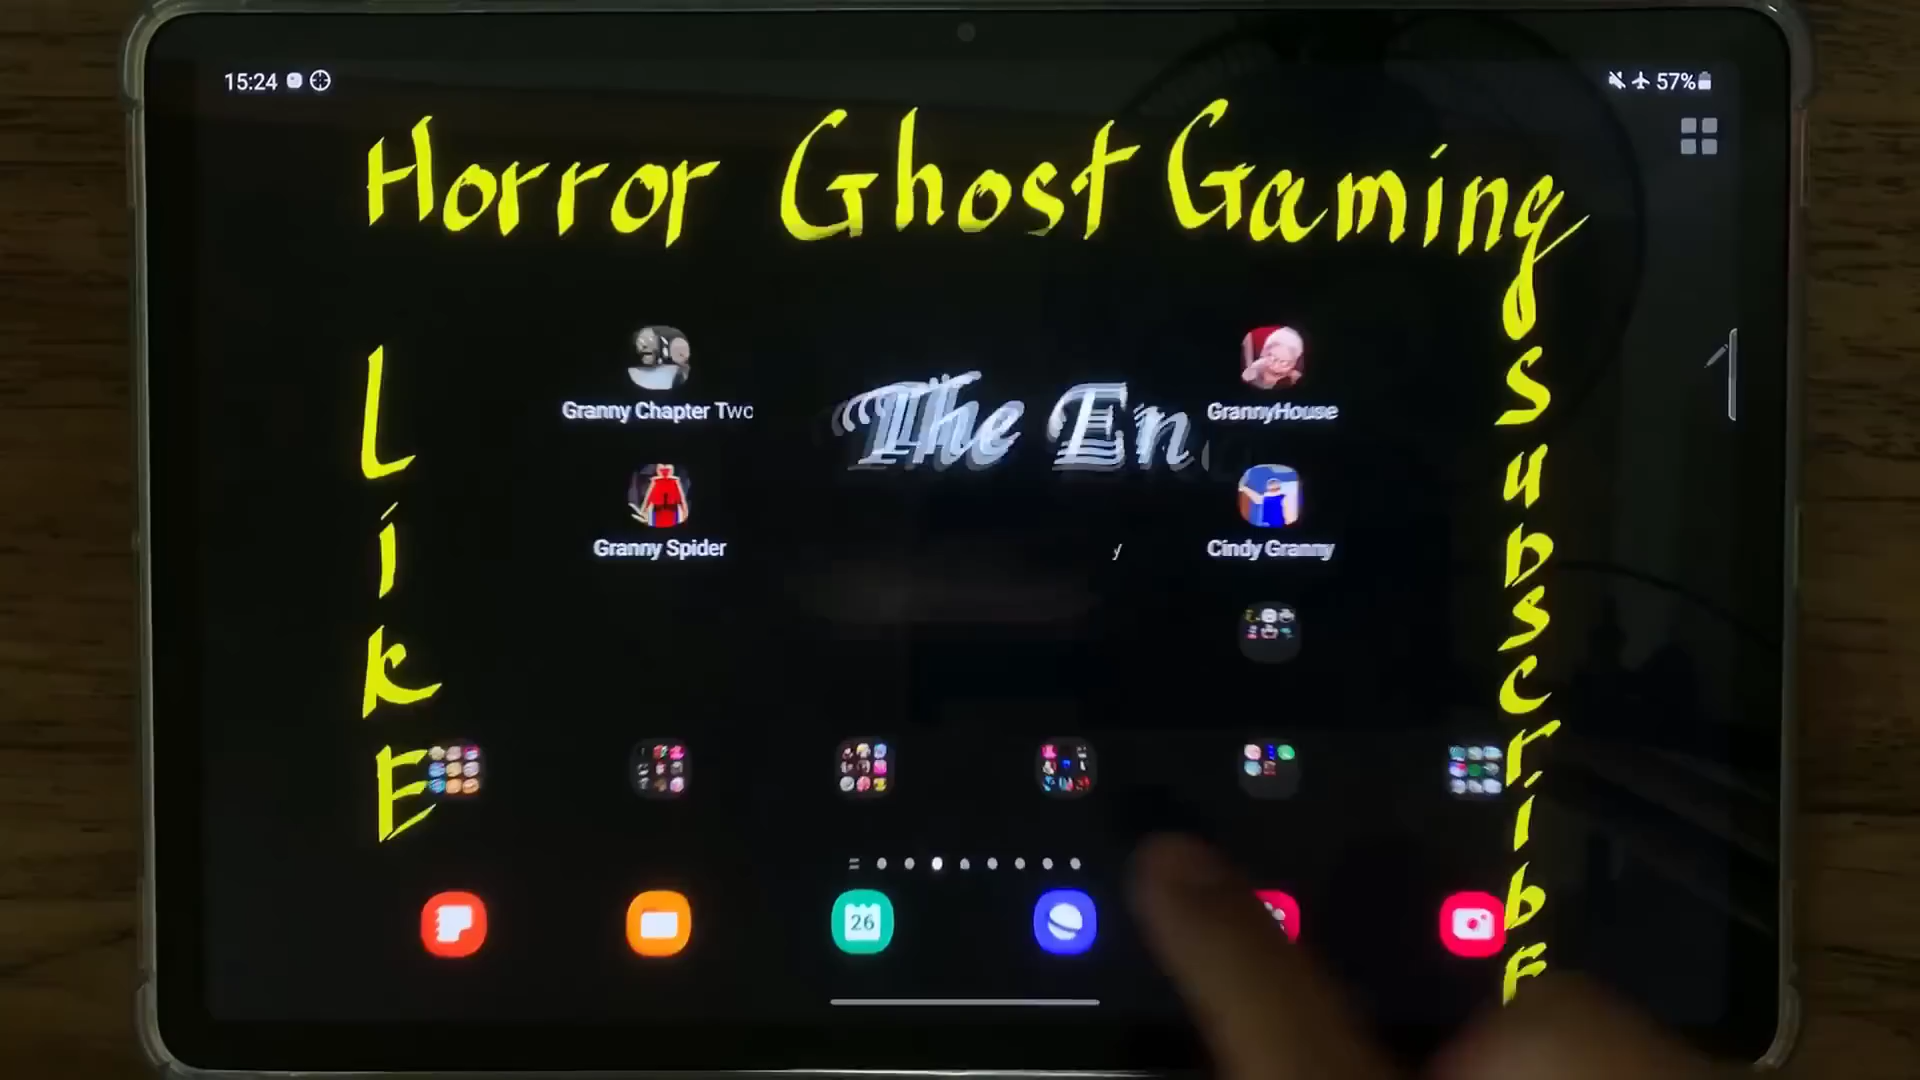 15:24
57%
Horror Ghost Gaming
Granny Chapter Two
The En
GrannyHouse
Granny Spider
y
Cindy Granny
LikE
SubscribE
26